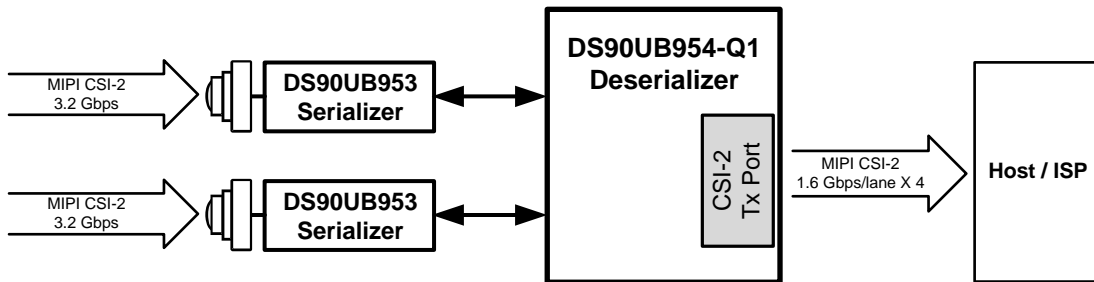 MIPI CSI-2
3.2 Gbps
DS90UB953
Serializer
MIPI CSI-2
3.2 Gbps
DS90UB953
Serializer
DS90UB954-Q1
Deserializer
CSI-2
Tx Port
MIPI CSI-2
1.6 Gbps/lane X 4
Host / ISP